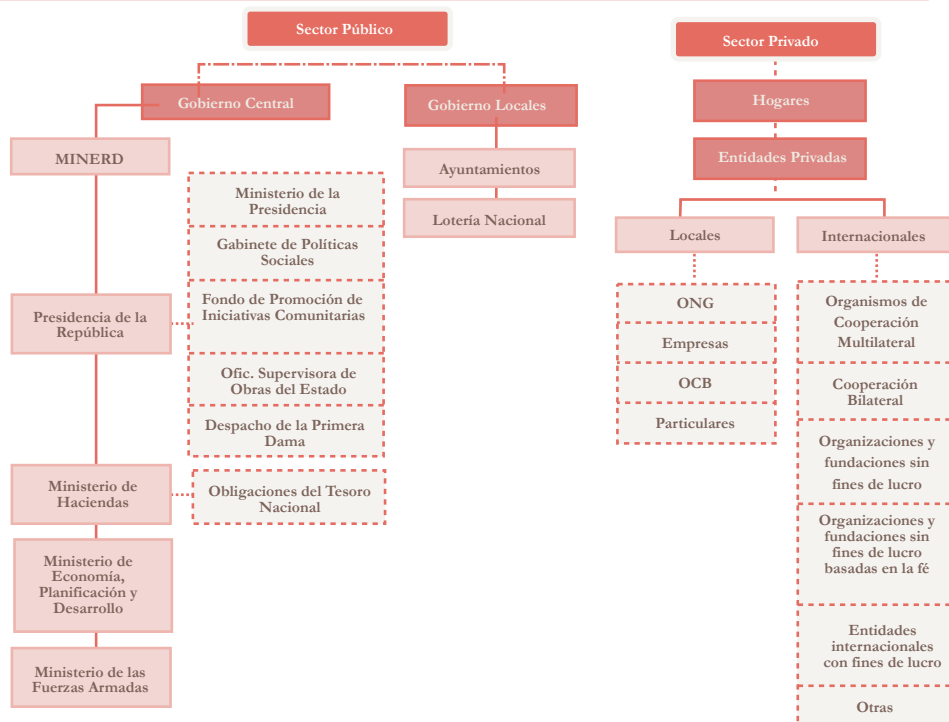 Sector Público
Gobierno Central
Gobierno Locales
MINERD
Presidencia de la
República
Ministerio de la
Presidencia
Gabinete de Políticas
Sociales
Fondo de Promoción de
Iniciativas Comunitarias
Ofic. Supervisora de
Obras del Estado
Despacho de la Primera
Dama
Ministerio de
Haciendas
Obligaciones del Tesoro
Nacional
Ministerio de
Economía,
Planificación y
Desarrollo
Ministerio de las
Fuerzas Armadas
Ayuntamientos
Lotería Nacional
Sector Privado
Hogares
Entidades Privadas
Locales
ONG
Empresas
OCB
Particulares
Internacionales
Organismos de
Cooperación
Multilateral
Cooperación
Bilateral
Organizaciones y
fundaciones sin
fines de lucro
Organizaciones y
fundaciones sin
fines de lucro
basadas en la fé
Entidades
internacionales
con fines de lucro
Otras